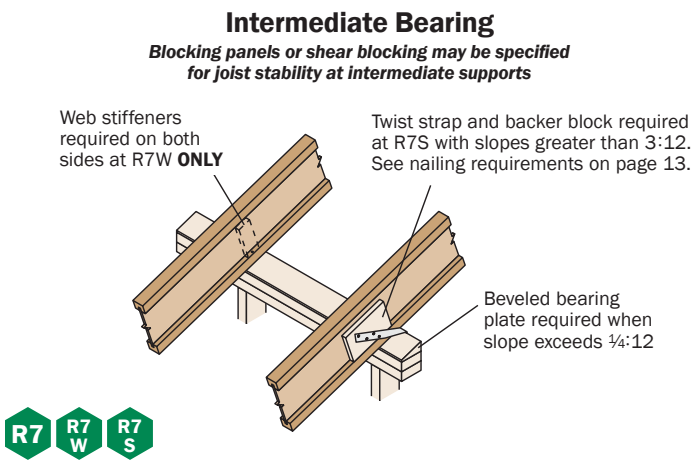 Intermediate Bearing
Blocking panels or shear blocking may be specified
for joist stability at intermediate supports
Web stiffeners
required on both
sides at R7W ONLY
Twist strap and backer block required
at R7S with slopes greater than 3:12.
See nailing requirements on page 13.
Beveled bearing
plate required when
slope exceeds ¼:12
R7
R7
W
R7
S